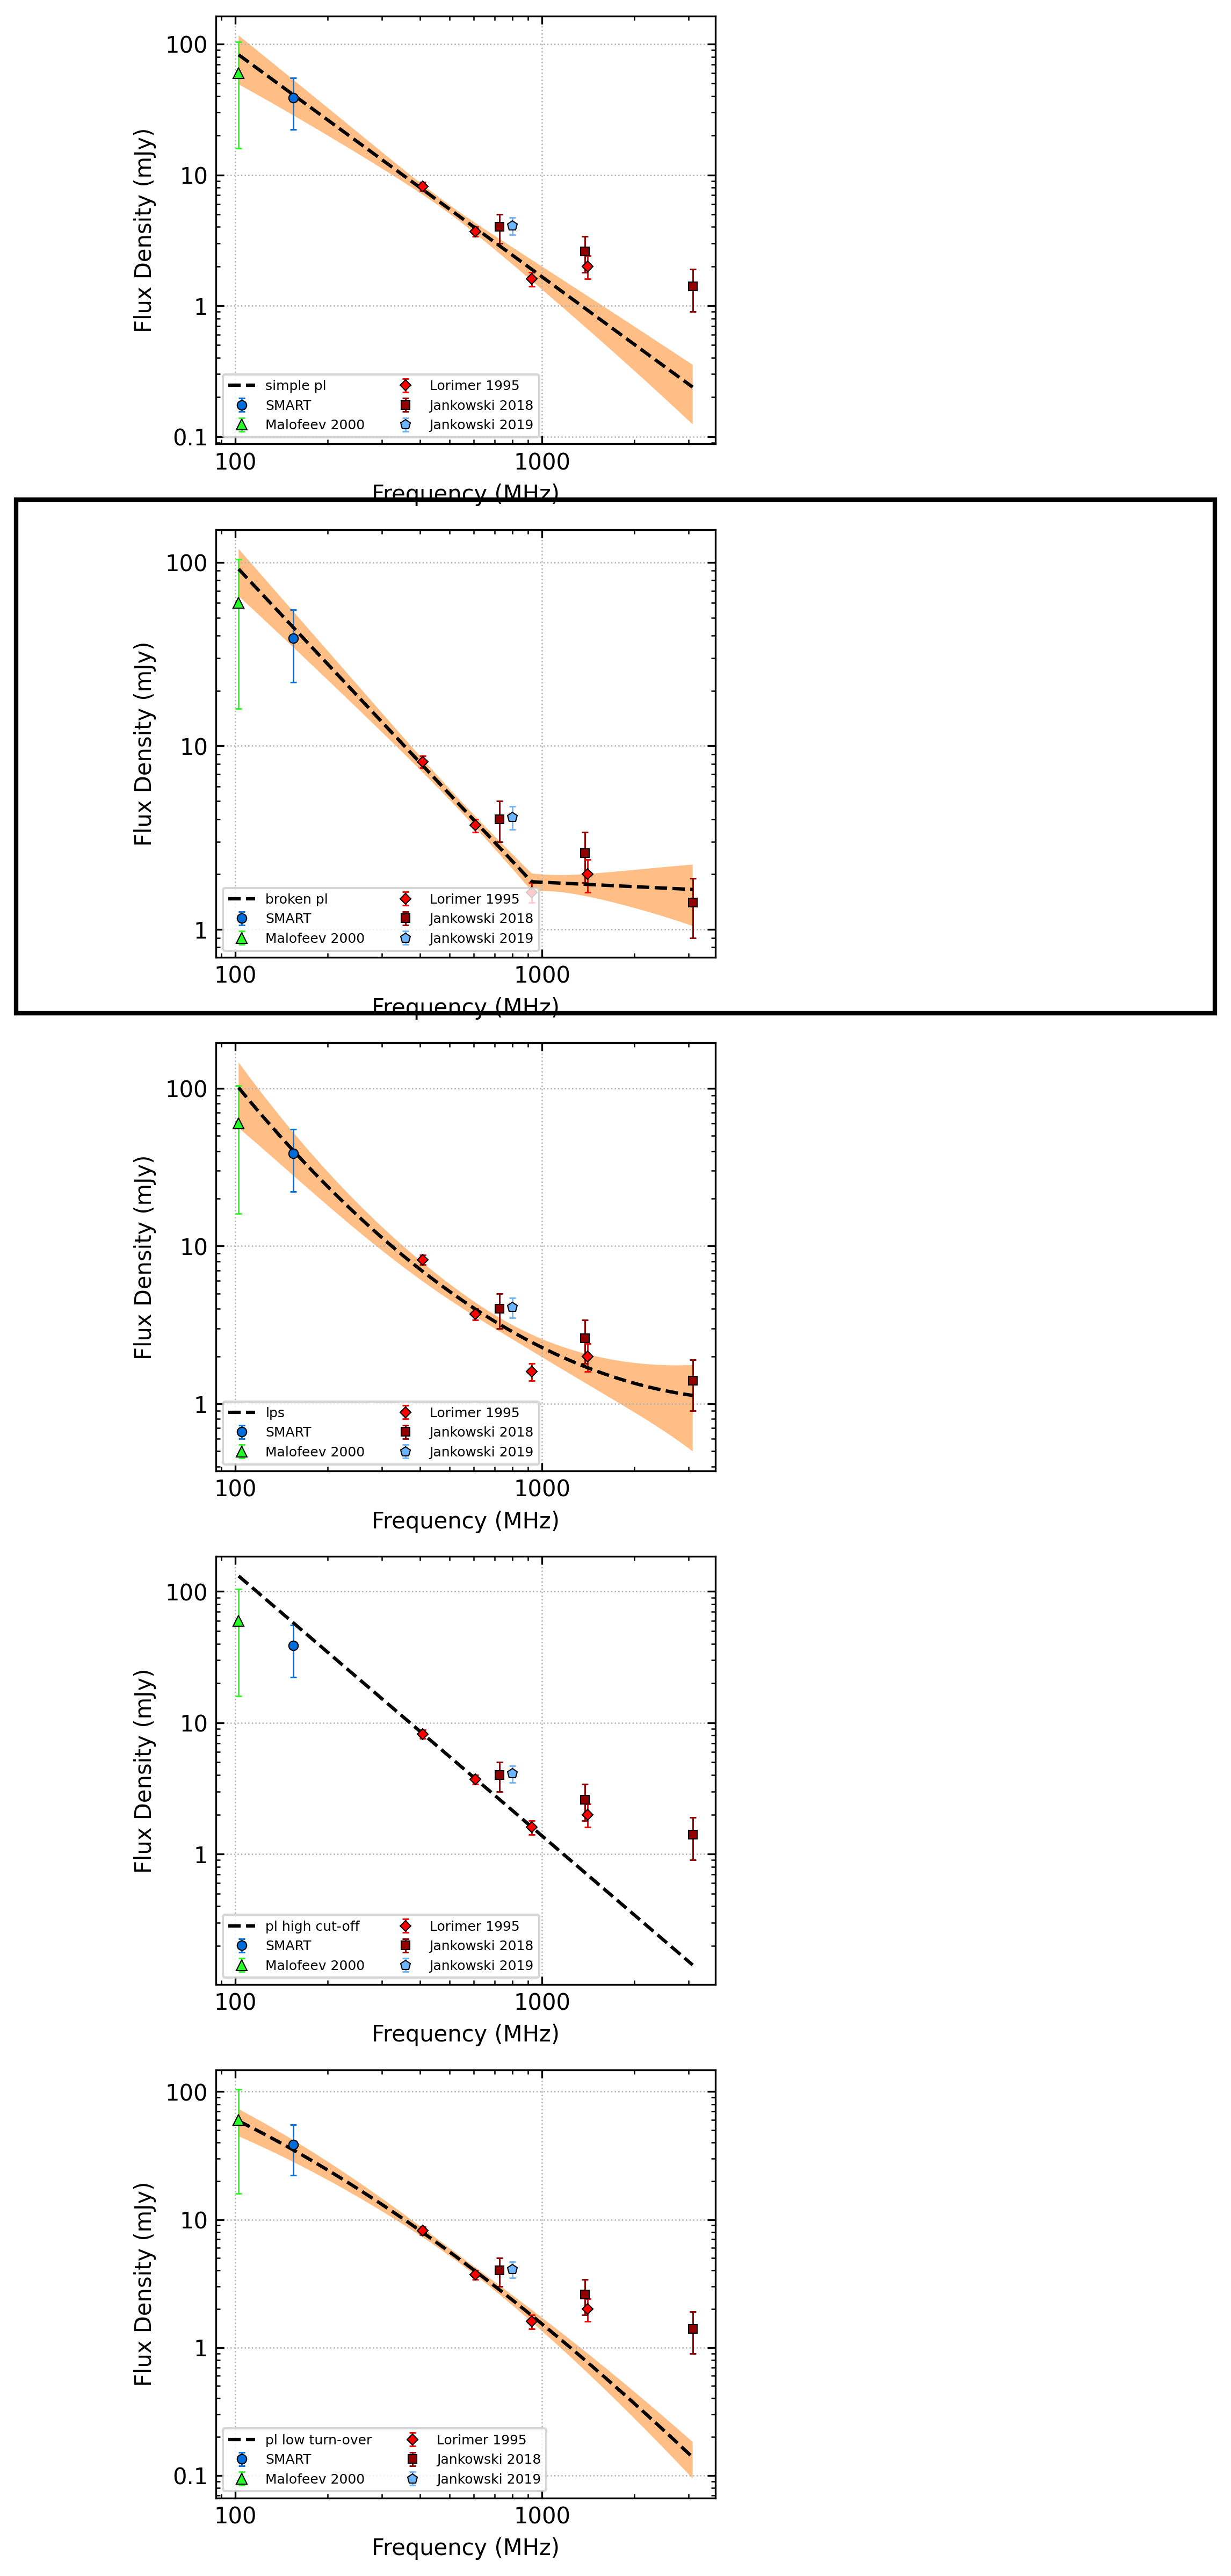 100
10
1
0.1
Flux Density (mJy)
simple pl
SMART
Malofeev 2000
Lorimer 1995
Jankowski 2018
Jankowski 2019
100 1000
Frequency (MHz)
100
10
1
Flux Density (mJy)
broken pl
SMART
Malofeev 2000
Lorimer 1995
Jankowski 2018
Jankowski 2019
100 1000
Frequency (MHz)
100
10
1
Flux Density (mJy)
lps
SMART
Malofeev 2000
Lorimer 1995
Jankowski 2018
Jankowski 2019
100 1000
Frequency (MHz)
100
10
1
Flux Density (mJy)
pl high cut-off
SMART
Malofeev 2000
Lorimer 1995
Jankowski 2018
Jankowski 2019
100 1000
Frequency (MHz)
100
10
1
0.1
Flux Density (mJy)
pl low turn-over
SMART
Malofeev 2000
Lorimer 1995
Jankowski 2018
Jankowski 2019
100 1000
Frequency (MHz)